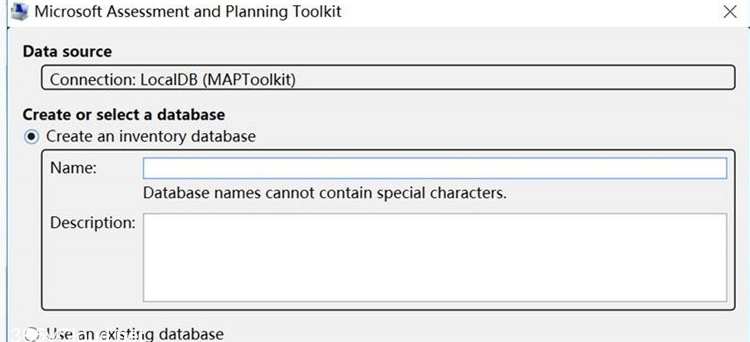 Microsoft Assessment and Planning Toolkit
Data source
Connection: LocalDB (MAPToolkit)
Create or select a database
Create an inventory database
Name:
Database names cannot contain special characters.
Description:
Use an existing database